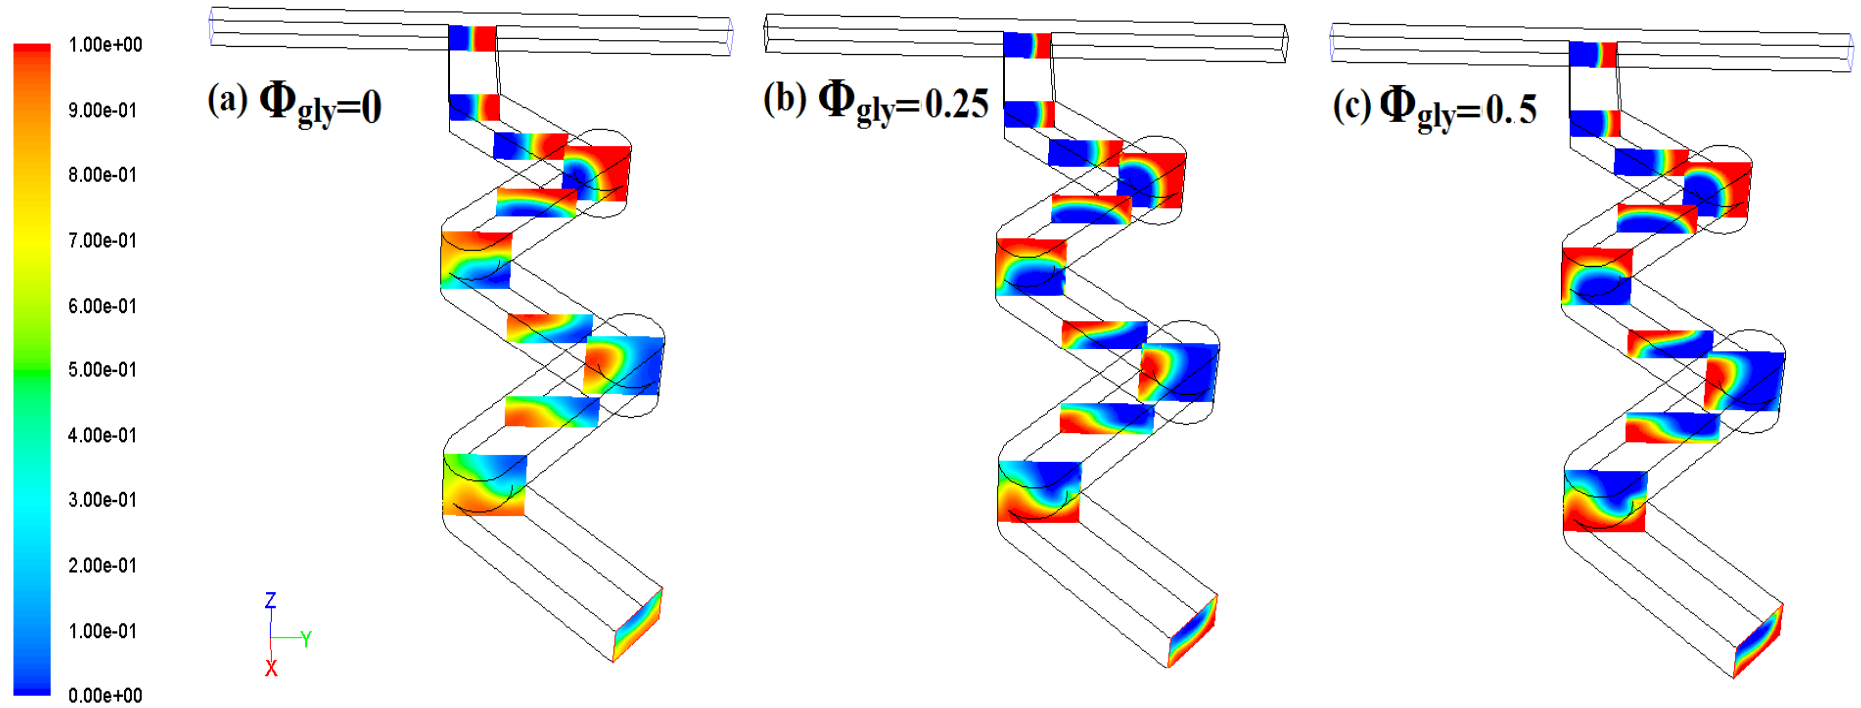 1.00e+00
9.00e-01
8.00e-01
7.00e-01
6.00e-01
5.00e-01
4.00e-01
3.00e-01
2.00e-01
1.00e-01
0.00e+00
(a) Φgly=0
(b) Φgly=0.25
(c) Φgly=0.5
Z
Y
X